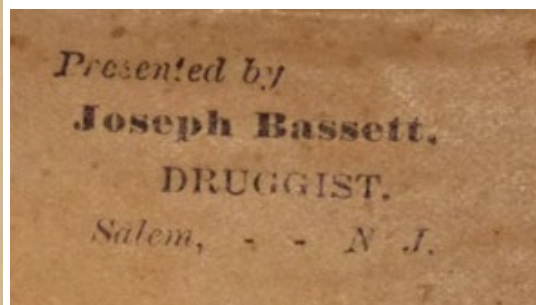 Presented by
Joseph Bassett,
DRUGGIST.
Salem, - - N J.